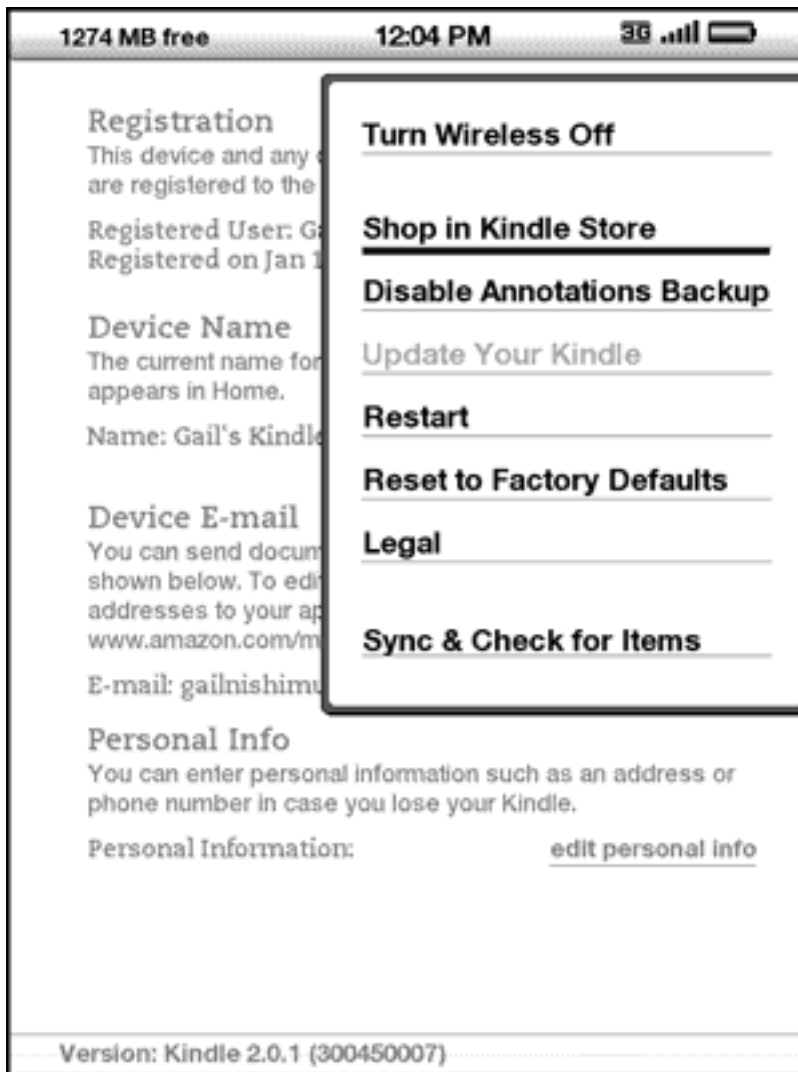 1274 MB free 12:04 PM 3G
Registration
This device and any
are registered to the
Registered User:
Registered on Jan 1
Device Name
The current name for
appears in Home.
Name: Gail's Kindle
Device E-mail
You can send
shown below. To
addresses to your
www.amazon.com/m
E-mail:
Turn Wireless Off
Shop in Kindle Store
Disable Annotations Backup
Update Your Kindle
Restart
Reset to Factory Defaults
Legal
Sync & Check for Items
Personal Info
You can enter personal information such as an address or
phone number in case you lose your Kindle.
Personal Information: edit personal info
Version: Kindle 2.0.1 (300450007)